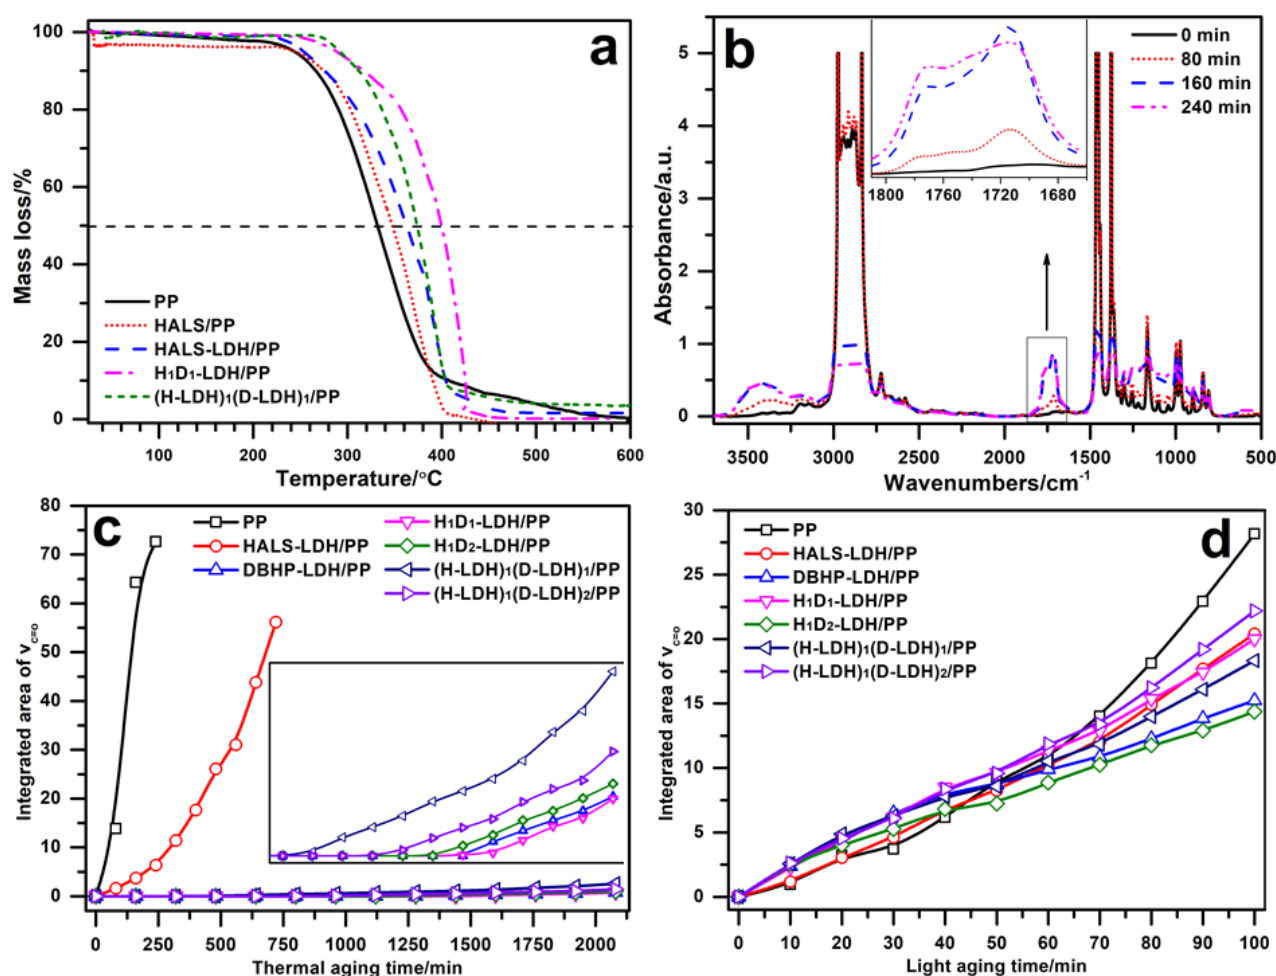 a
Mass loss/%
100
80
60
40
20
0
PP
HALS/PP
HALS-LDH/PP
H1D1-LDH/PP
(H-LDH)1(D-LDH)1/PP
100 200 300 400 500 600
Temperature/°C
b
Absorbance/a.u.
5
4
3
2
1
0
0 min
80 min
160 min
240 min
1800 1760 1720 1680
3500 3000 2500 2000 1500 1000 500
Wavenumbers/cm-1
c
Integrated area of νc=o
80
70
60
50
40
30
20
10
0
PP
HALS-LDH/PP
DBHP-LDH/PP
H1D1-LDH/PP
H1D2-LDH/PP
(H-LDH)1(D-LDH)1/PP
(H-LDH)1(D-LDH)2/PP
0 250 500 750 1000 1250 1500 1750 2000
Thermal aging time/min
d
Integrated area of νc=o
30
25
20
15
10
5
0
PP
HALS-LDH/PP
DBHP-LDH/PP
H1D1-LDH/PP
H1D2-LDH/PP
(H-LDH)1(D-LDH)1/PP
(H-LDH)1(D-LDH)2/PP
0 10 20 30 40 50 60 70 80 90 100
Light aging time/min